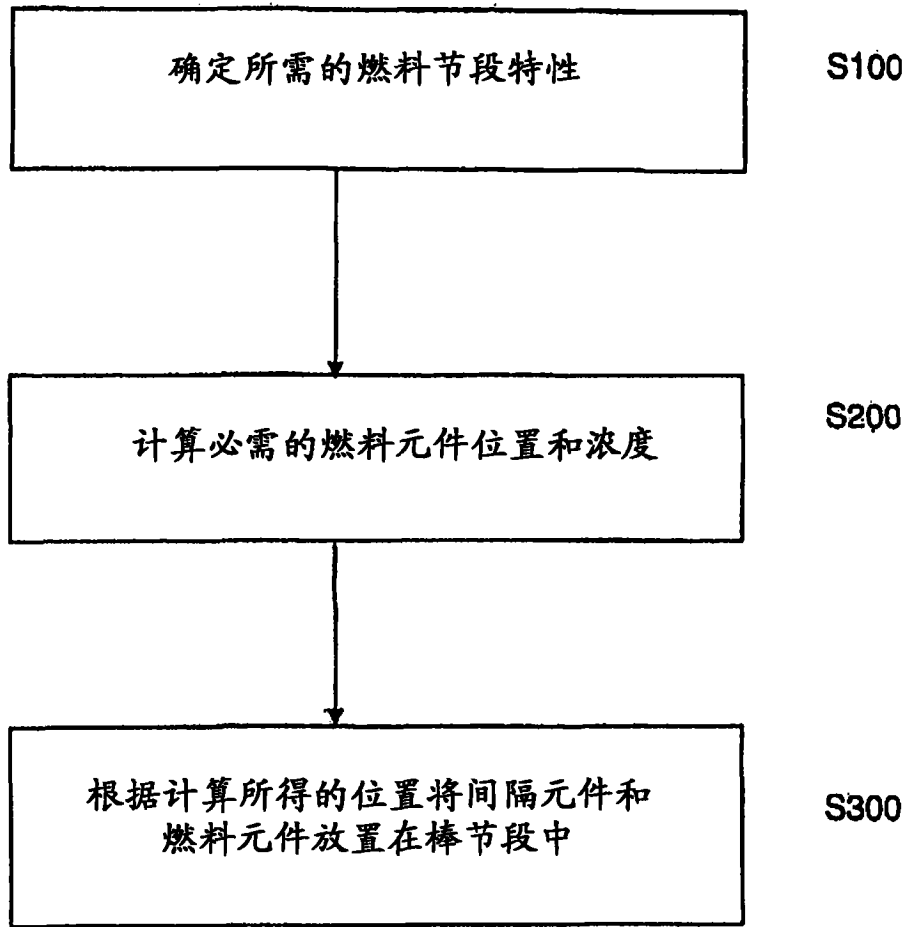 确定所需的燃料节段特性
S100
计算必需的燃料元件位置和浓度
S200
根据计算所得的位置将间隔元件和
燃料元件放置在棒节段中
S300